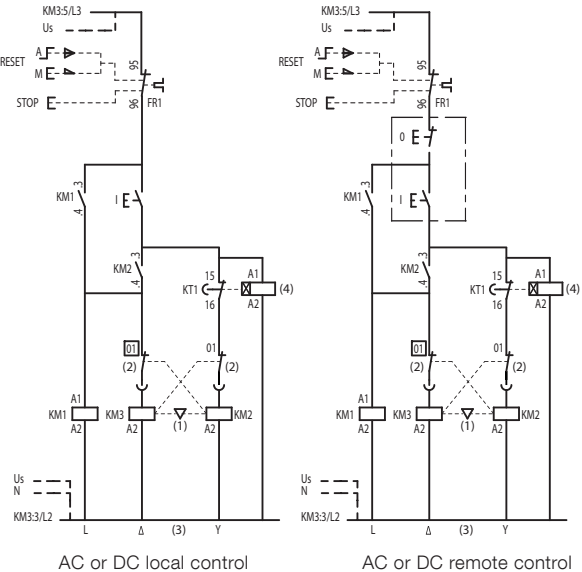 KM3:5/L3
Us
A
RESET
M
STOP
95
96
FR1
KM1
.3
.4
I
KM2
.3
.4
15
KT1
16
A1
(4)
A2
01
(2)
01
(2)
A1
KM1
A2
KM3
A2
(1)
KM2
A2
Us
N
KM3:3/L2
L
Δ
(3)
Y
AC or DC local control
KM3:5/L3
Us
A
RESET
M
STOP
95
96
FR1
0
KM1
.3
.4
I
KM2
.3
.4
15
KT1
16
A1
(4)
A2
01
(2)
01
(2)
A1
KM1
A2
KM3
A2
(1)
KM2
A2
Us
N
KM3:3/L2
L
Δ
(3)
Y
AC or DC remote control